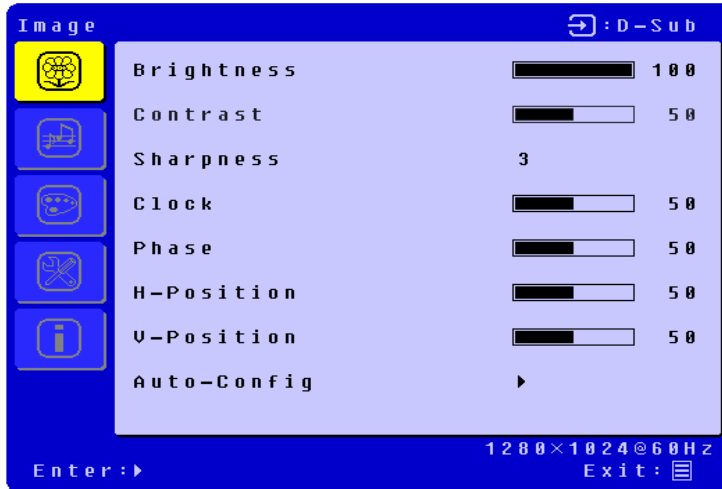 Image :D-Sub
Brightness 100
Contrast 50
Sharpness 3
Clock 50
Phase 50
H-Position 50
V-Position 50
Auto-Config
1280×1024@60Hz
Enter: Exit: